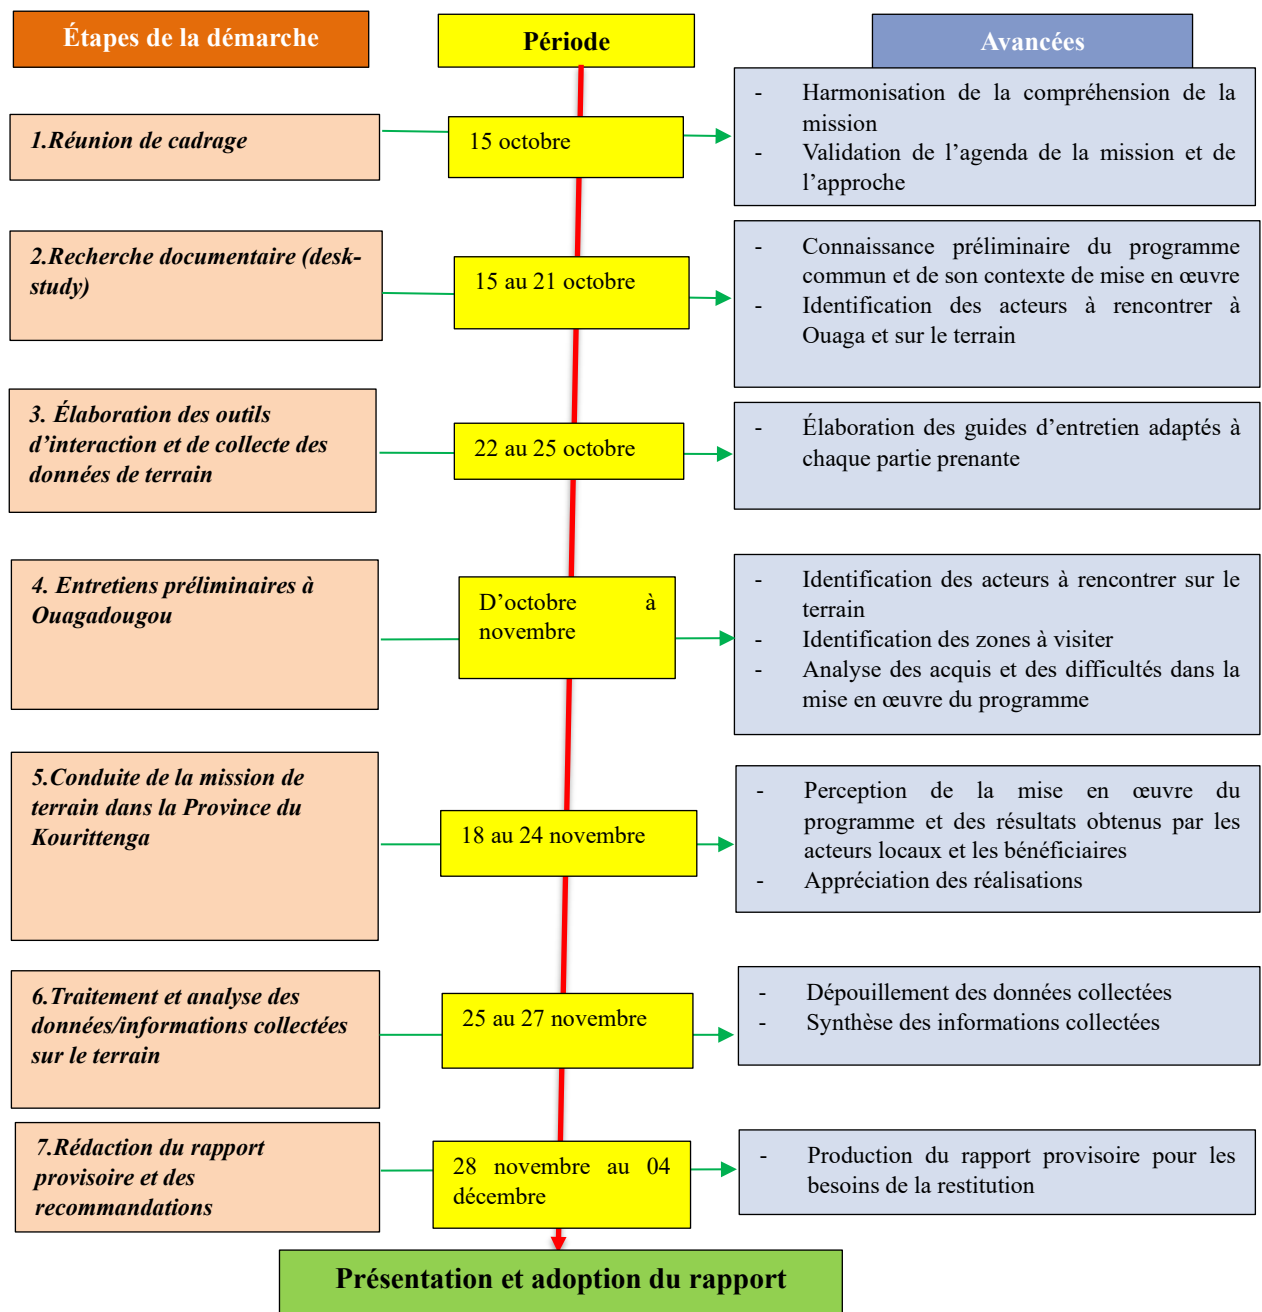 Étapes de la démarche
Période
Avancées
1.Réunion de cadrage
15 octobre
- Harmonisation de la compréhension de la
mission
- Validation de l’agenda de la mission et de
l’approche
2.Recherche documentaire (desk-
study)
15 au 21 octobre
- Connaissance préliminaire du programme
commun et de son contexte de mise en œuvre
- Identification des acteurs à rencontrer à
Ouaga et sur le terrain
3. Élaboration des outils
d’interaction et de collecte des
données de terrain
22 au 25 octobre
- Élaboration des guides d’entretien adaptés à
chaque partie prenante
4. Entretiens préliminaires à
Ouagadougou
D’octobre à
novembre
- Identification des acteurs à rencontrer sur le
terrain
- Identification des zones à visiter
- Analyse des acquis et des difficultés dans la
mise en œuvre du programme
5.Conduite de la mission de
terrain dans la Province du
Kourittenga
18 au 24 novembre
- Perception de la mise en œuvre du
programme et des résultats obtenus par les
acteurs locaux et les bénéficiaires
- Appréciation des réalisations
6.Traitement et analyse des
données/informations collectées
sur le terrain
25 au 27 novembre
- Dépouillement des données collectées
- Synthèse des informations collectées
7.Rédaction du rapport
provisoire et des
recommandations
28 novembre au 04
décembre
- Production du rapport provisoire pour les
besoins de la restitution
Présentation et adoption du rapport